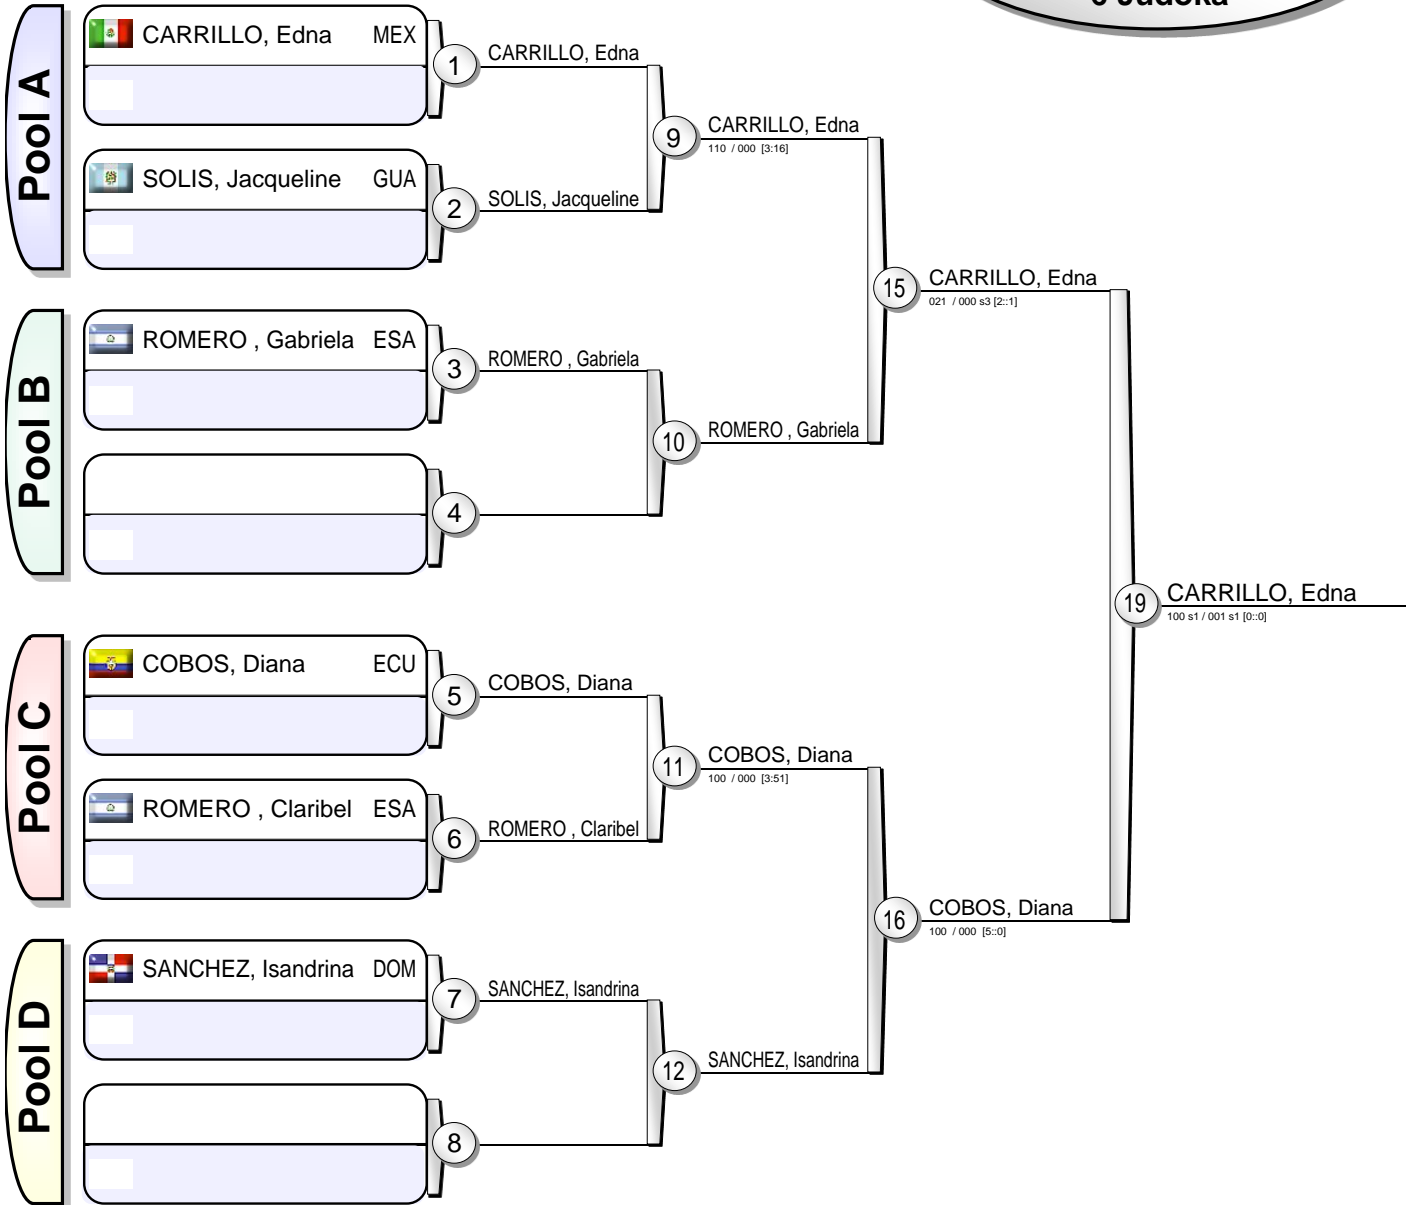 6 Judoka
Pool A
CARRILLO, Edna MEX
1
CARRILLO, Edna
SOLIS, Jacqueline GUA
2
SOLIS, Jacqueline
9
CARRILLO, Edna
110 / 000 [3:16]
Pool B
ROMERO , Gabriela ESA
3
ROMERO , Gabriela
4
10
ROMERO , Gabriela
15
CARRILLO, Edna
021 / 000 s3 [2::1]
Pool C
COBOS, Diana ECU
5
COBOS, Diana
ROMERO , Claribel ESA
6
ROMERO , Claribel
11
COBOS, Diana
100 / 000 [3:51]
Pool D
SANCHEZ, Isandrina DOM
7
SANCHEZ, Isandrina
8
12
SANCHEZ, Isandrina
16
COBOS, Diana
100 / 000 [5::0]
19
CARRILLO, Edna
100 s1 / 001 s1 [0::0]